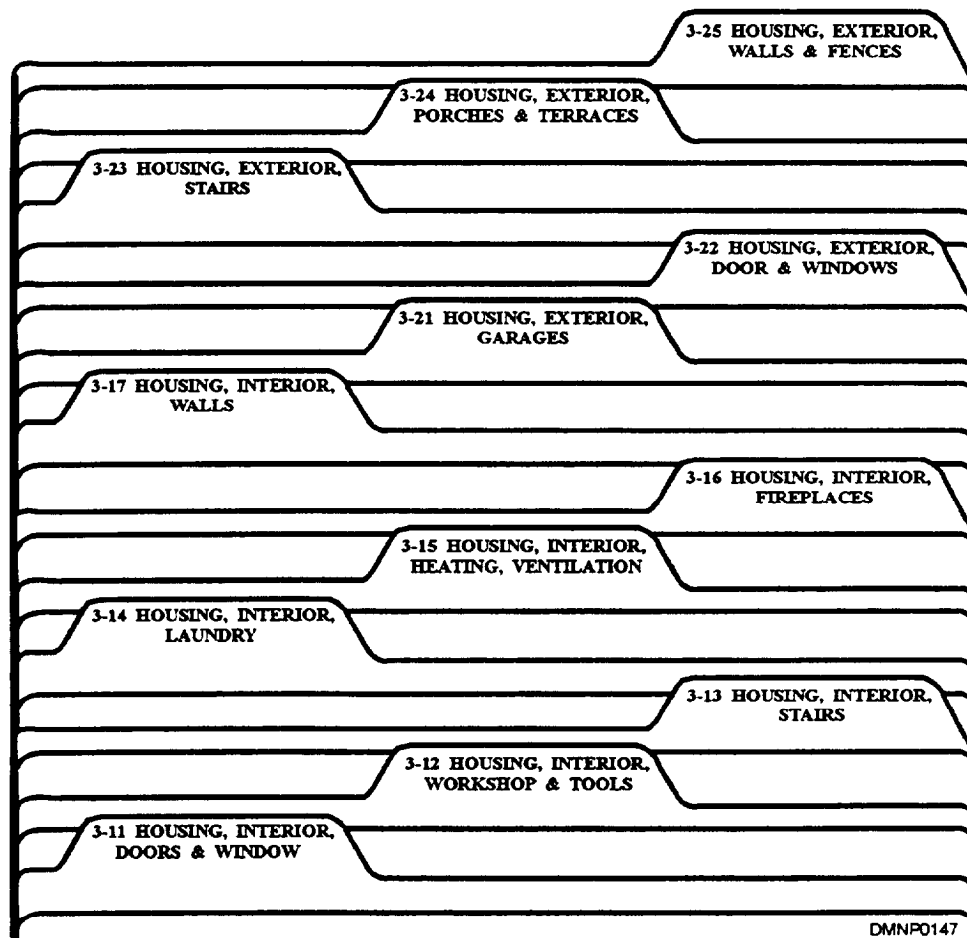 3-25 HOUSING, EXTERIOR,
WALLS & FENCES
3-24 HOUSING, EXTERIOR,
PORCHES & TERRACES
3-23 HOUSING, EXTERIOR,
STAIRS
3-22 HOUSING, EXTERIOR,
DOOR & WINDOWS
3-21 HOUSING, EXTERIOR,
GARAGES
3-17 HOUSING, INTERIOR,
WALLS
3-16 HOUSING, INTERIOR,
FIREPLACES
3-15 HOUSING, INTERIOR,
HEATING, VENTILATION
3-14 HOUSING, INTERIOR,
LAUNDRY
3-13 HOUSING, INTERIOR,
STAIRS
3-12 HOUSING, INTERIOR,
WORKSHOP & TOOLS
3-11 HOUSING, INTERIOR,
DOORS & WINDOW
DMNP0147